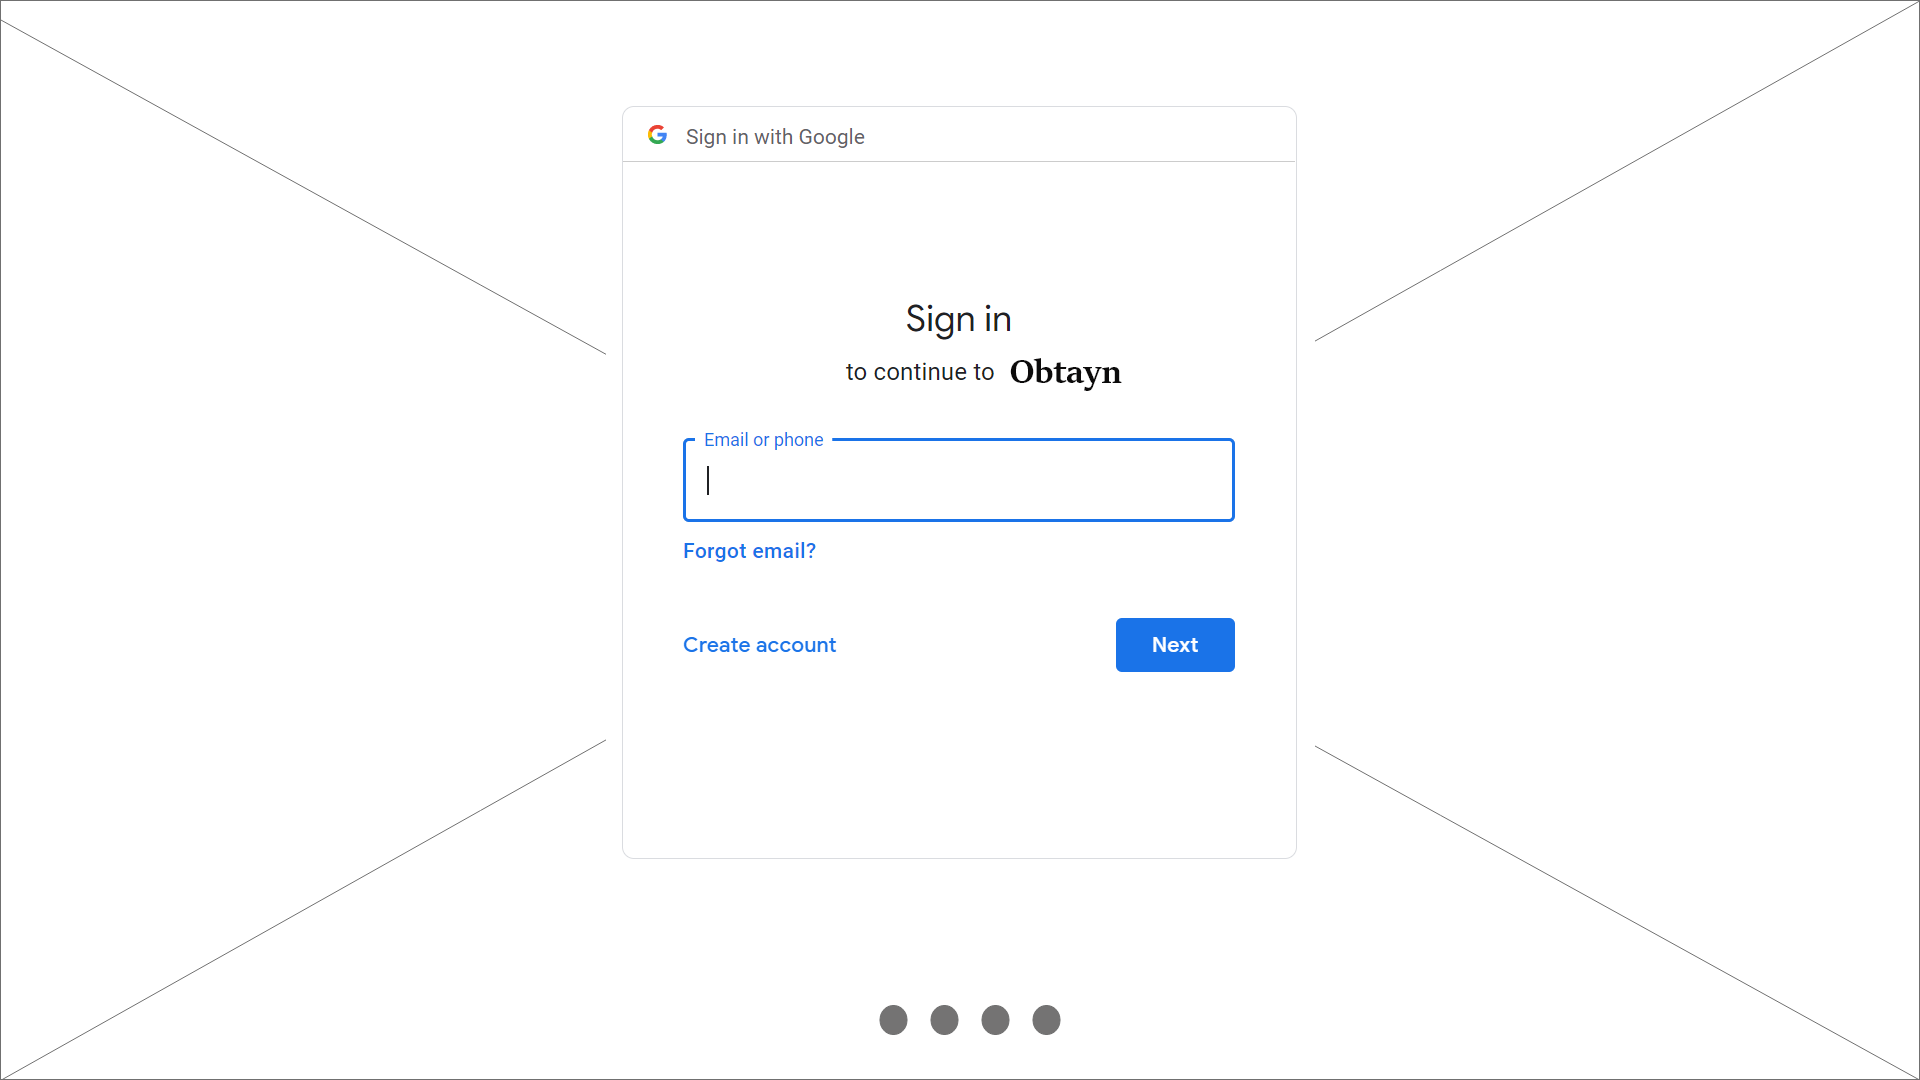 Sign in with Google
Sign in
to continue to Obtayn
Email or phone
Forgot email?
Create account
Next